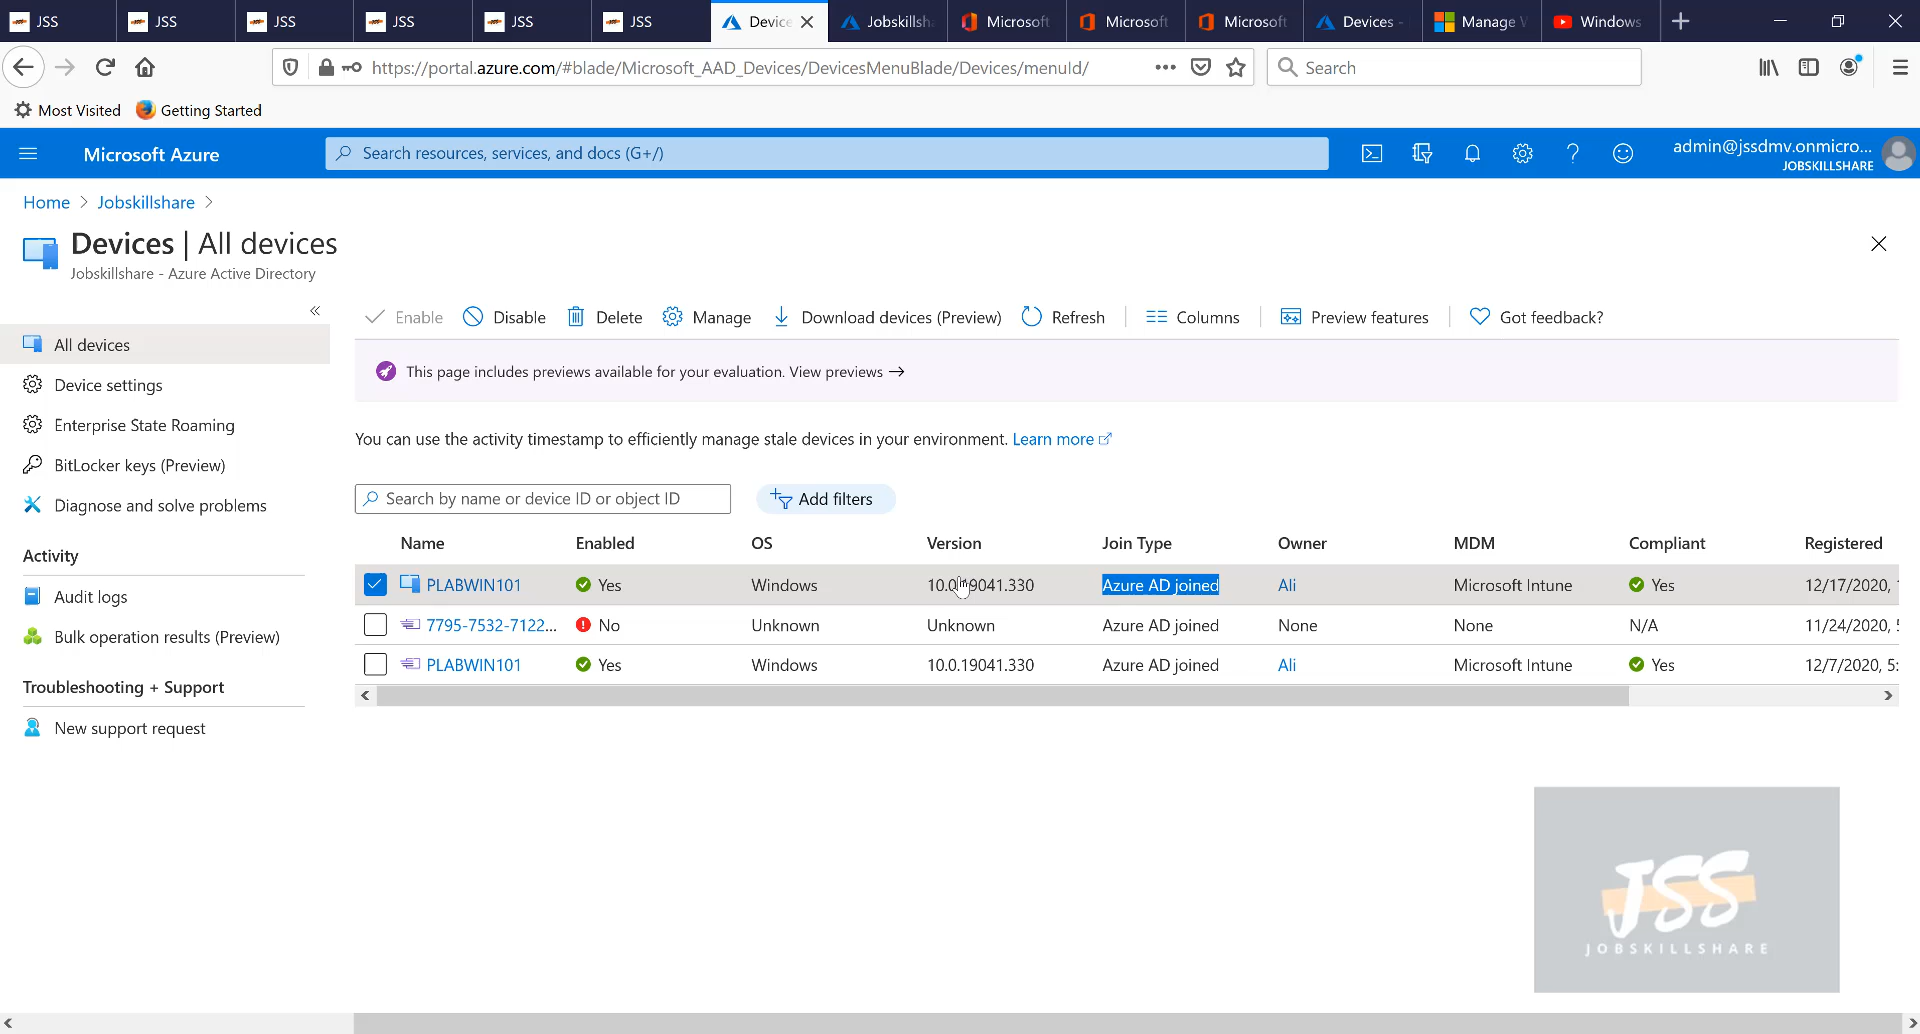 JSS JSS JSS JSS JSS JSS Device Jobskillsh Microsoft Microsoft Microsoft Devices - Manage V Windows
https://portal.azure.com/#blade/Microsoft_AAD_Devices/DevicesMenuBlade/Devices/menuId/ Search
Most Visited Getting Started
Microsoft Azure Search resources, services, and docs (G+/) admin@jssdmv.onmicro...
JOBSKILLSHARE
Home > Jobskillshare >
Devices | All devices
Jobskillshare - Azure Active Directory
«
Enable Disable Delete Manage Download devices (Preview) Refresh Columns Preview features Got feedback?
All devices
Device settings
Enterprise State Roaming
BitLocker keys (Preview)
Diagnose and solve problems
Activity
Audit logs
Bulk operation results (Preview)
Troubleshooting + Support
New support request
This page includes previews available for your evaluation. View previews →
You can use the activity timestamp to efficiently manage stale devices in your environment. Learn more
Search by name or device ID or object ID Add filters
Name Enabled OS Version Join Type Owner MDM Compliant Registered
PLABWIN101 Yes Windows 10.0.19041.330 Azure AD joined Ali Microsoft Intune Yes 12/17/2020,
7795-7532-7122... No Unknown Unknown Azure AD joined None None N/A 11/24/2020,
PLABWIN101 Yes Windows 10.0.19041.330 Azure AD joined Ali Microsoft Intune Yes 12/7/2020, 5:
JSS
JOBSKILLSHARE